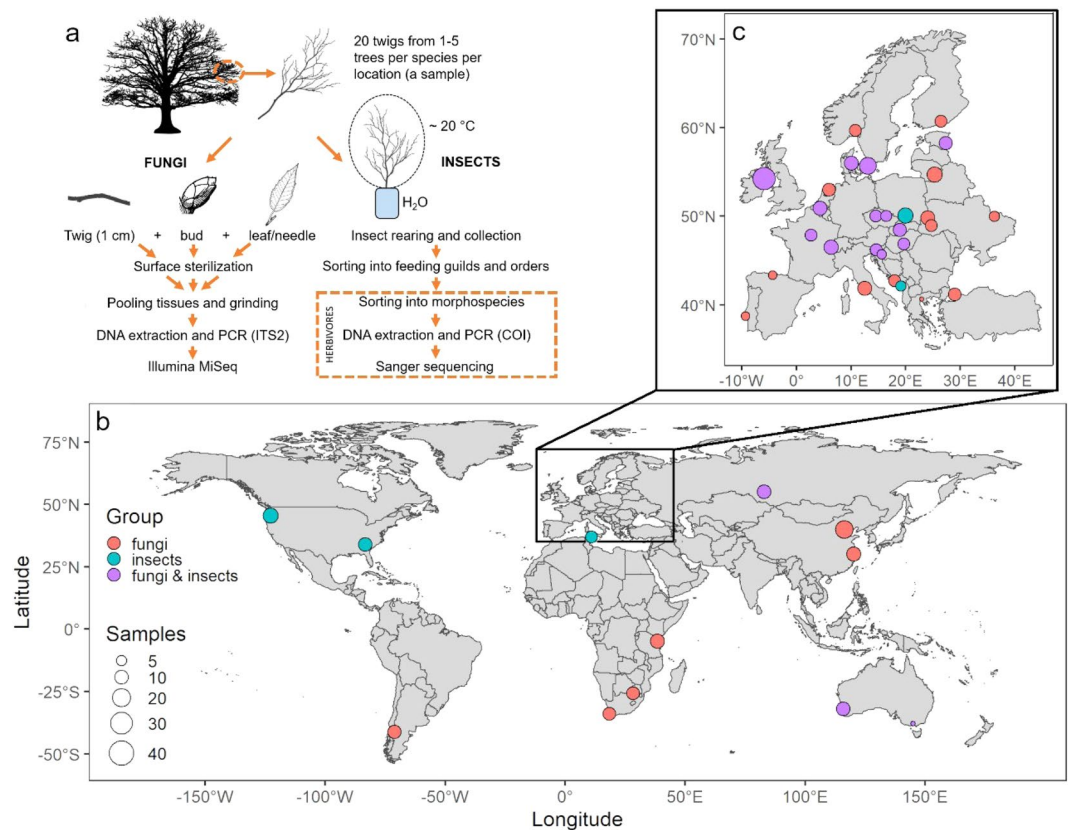 a
20 twigs from 1-5
trees per species per
location (a sample)
~ 20 °C
FUNGI
INSECTS
H₂O
Twig (1 cm) + bud + leaf/needle
Surface sterilization
Pooling tissues and grinding
DNA extraction and PCR (ITS2)
Illumina MiSeq
Insect rearing and collection
Sorting into feeding guilds and orders
HERBIVORES
Sorting into morphospecies
DNA extraction and PCR (COI)
Sanger sequencing
c
70°N
60°N
50°N
40°N
-10°W 0° 10°E 20°E 30°E 40°E
b
75°N
50°N
25°N
0°
-25°S
-50°S
Latitude
Group
fungi
insects
fungi & insects
Samples
5
10
20
30
40
-150°W -100°W -50°W 0° 50°E 100°E 150°E
Longitude